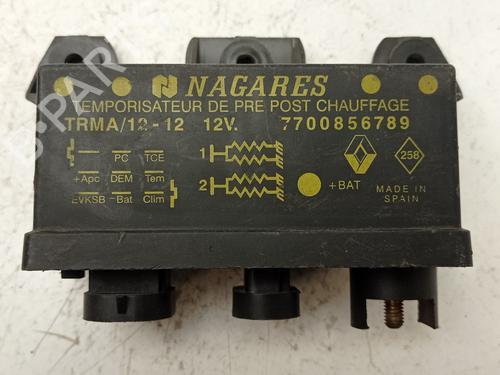 NAGARES
TEMPORISATEUR DE PRE POST CHAUFFAGE
TRMA/12-12 12V. 7700856789
PC TCE 1 258
+Apc DEM Tem 2 +BAT MADE IN
EVKSB -Bat Clim SPAIN
B-PAR